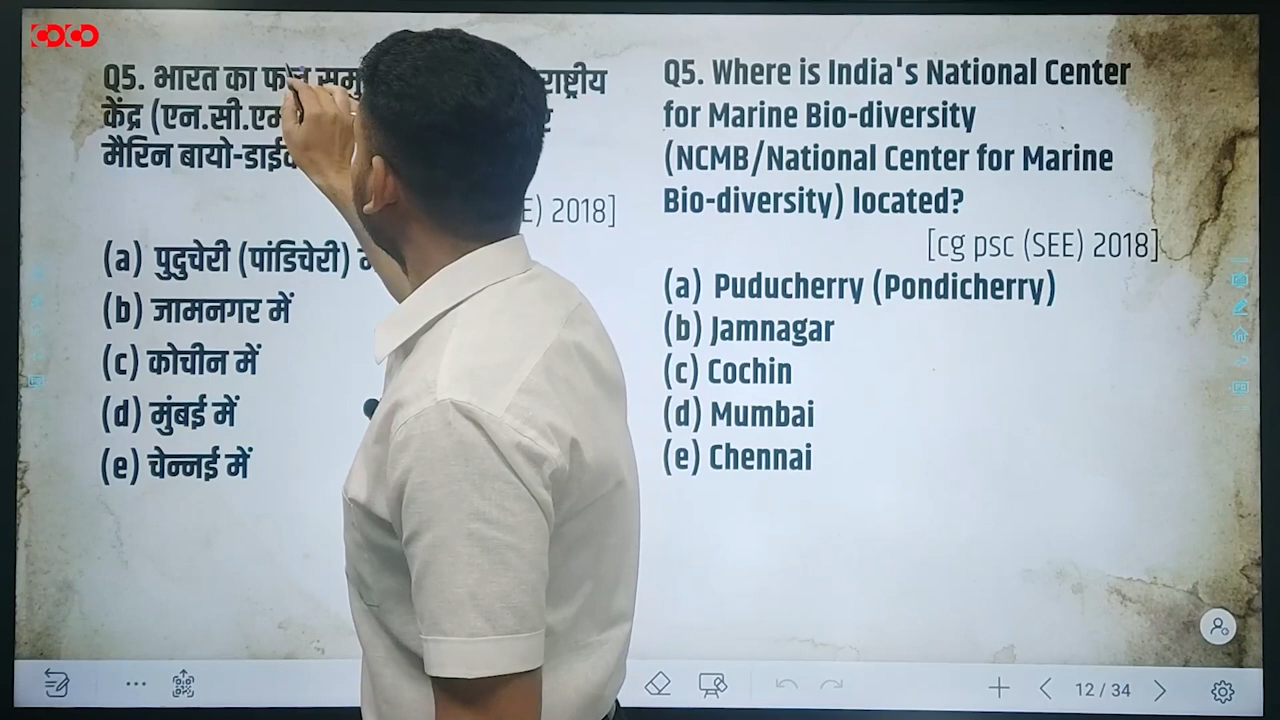 Q5. भारत का राष्ट्रीय
केंद्र (एन.सी.एम
मैरिन बायो-डाई
2018]
(a) पुदुचेरी (पांडिचेरी)
(b) जामनगर में
(c) कोचीन में
(d) मुंबई में
(e) चेन्नई में
Q5. Where is India's National Center
for Marine Bio-diversity
(NCMB/National Center for Marine
Bio-diversity) located?
[cg psc (SEE) 2018]
(a) Puducherry (Pondicherry)
(b) Jamnagar
(c) Cochin
(d) Mumbai
(e) Chennai
12/34